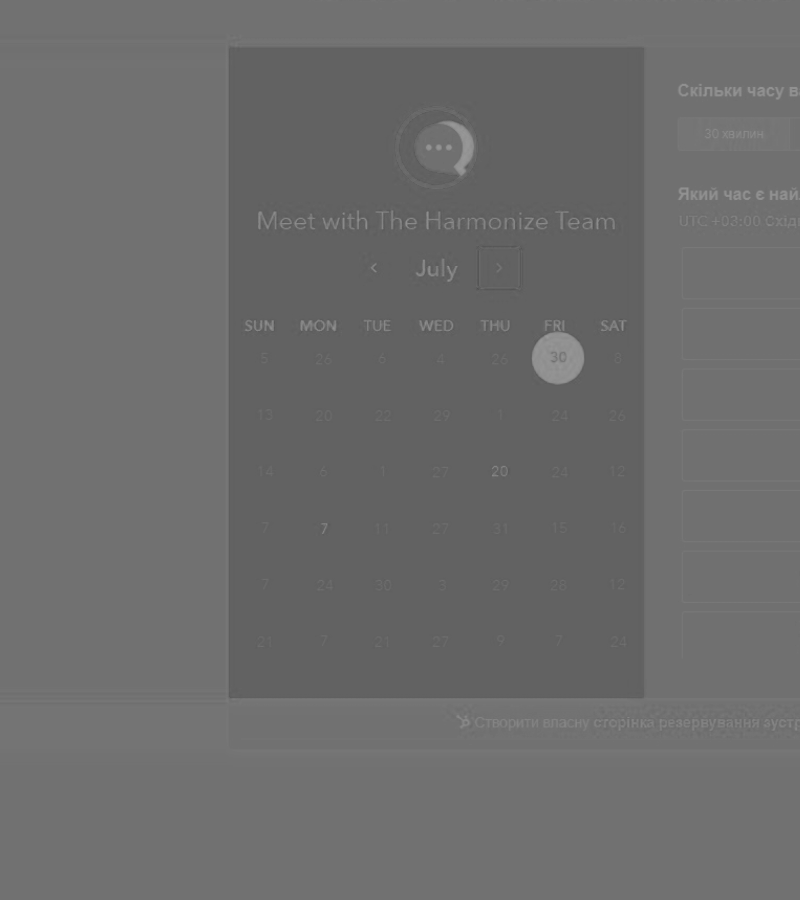 Meet with The Harmonize Team
July
SUN MON TUE WED THU FRI SAT
5 26 6 4 26 30 8
13 20 22 29 1 24 26
14 6 1 27 20 24 12
7 7 11 27 31 15 16
7 24 30 3 29 28 12
21 7 21 27 9 7 24
Скільки часу
30 хвилин
Який час є
UTC +03:00
Створити власну сторінка резервування